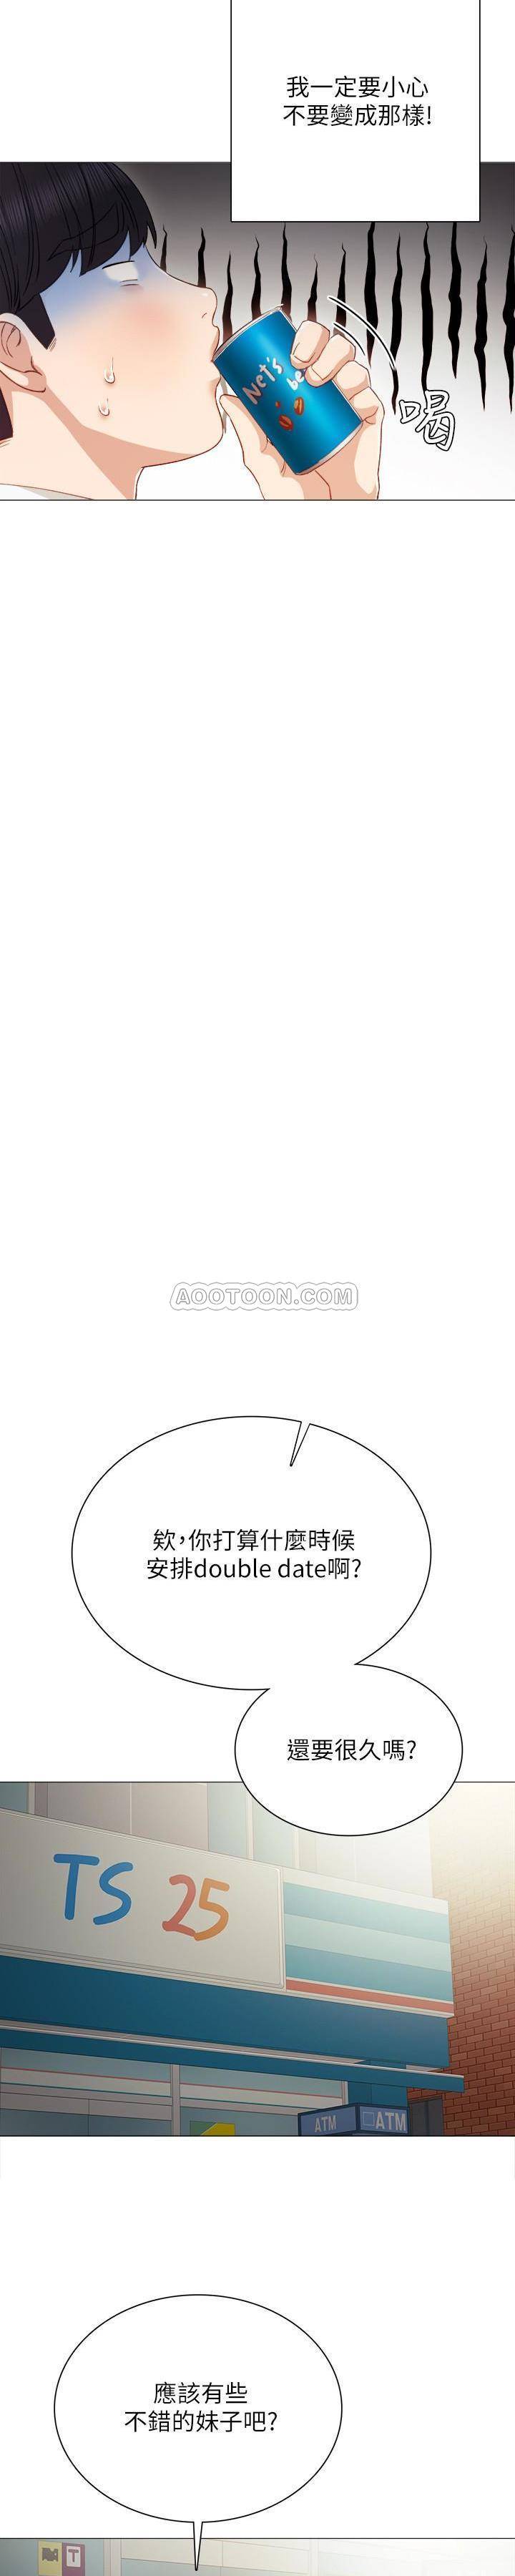 我一定要小心
不要變成那樣!
Net's
be
喝
AOOTOON.COM
欸,你打算什麼時候
安排double date啊?
還要很久嗎?
TS 25
ATM
ATM
應該有些
不錯的妹子吧?
T